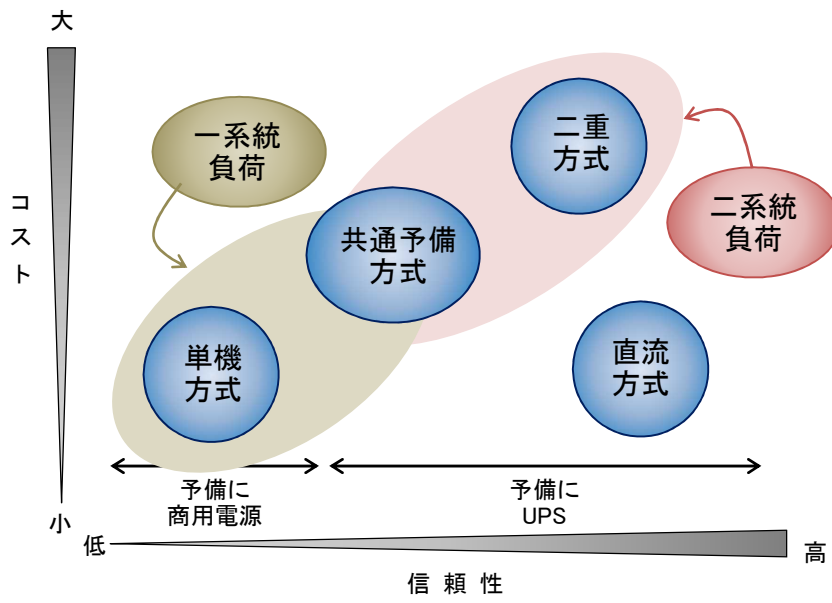 大
コスト
小
一系統
負荷
二重
方式
二系統
負荷
共通予備
方式
単機
方式
直流
方式
予備に
商用電源
予備に
UPS
低
高
信 頼 性